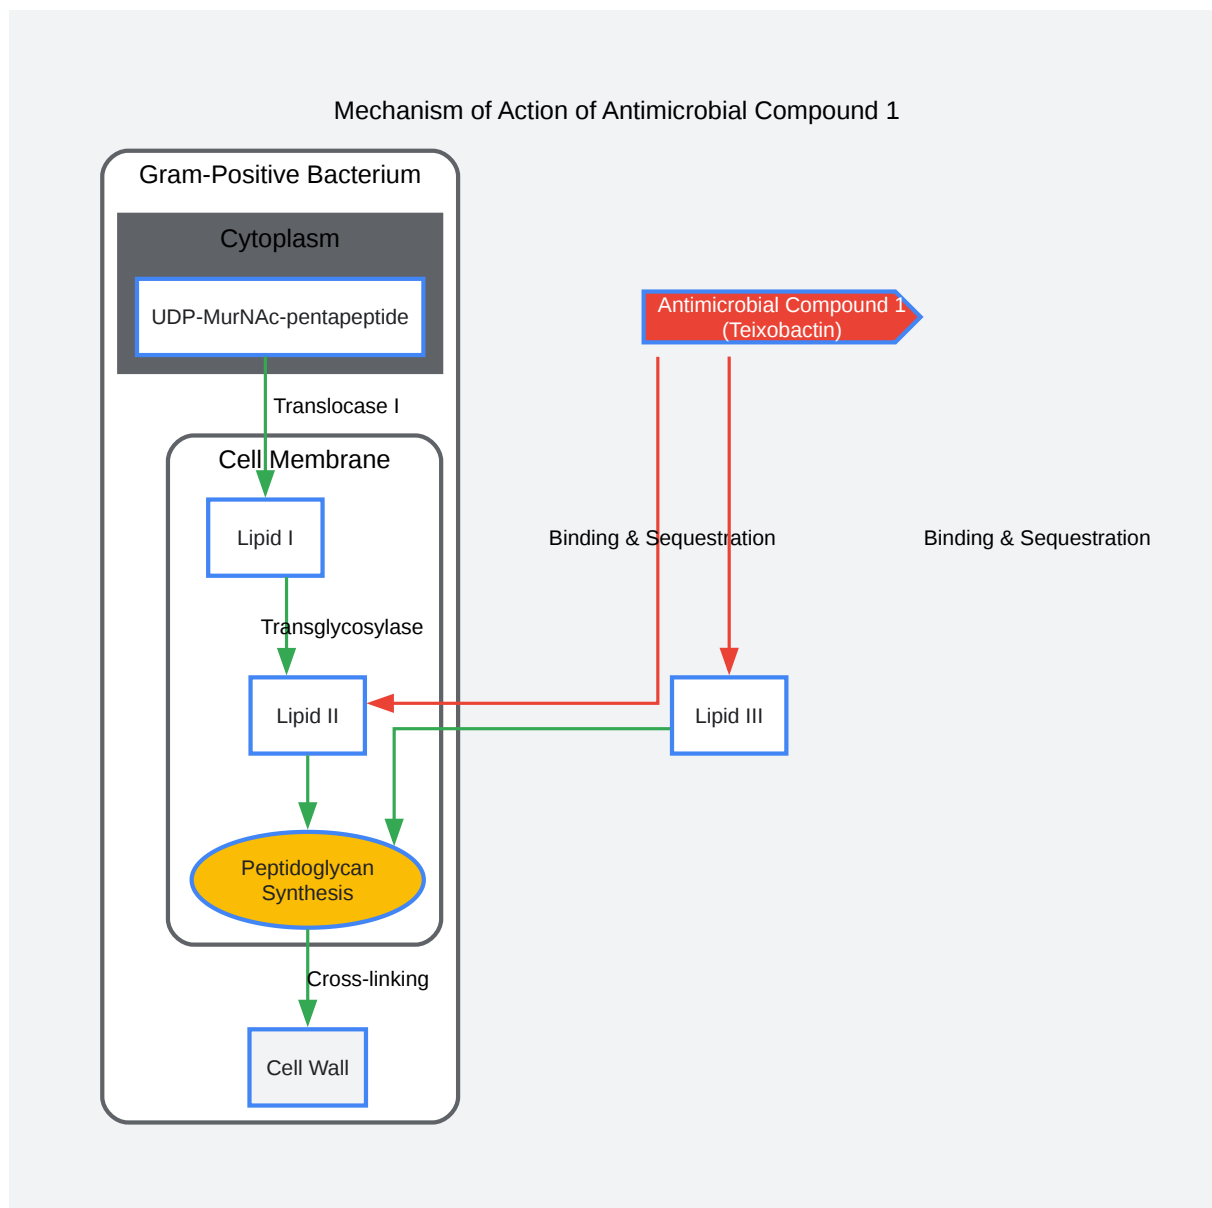 Mechanism of Action of Antimicrobial Compound 1
Gram-Positive Bacterium
Cytoplasm
UDP-MurNAc-pentapeptide
Antimicrobial Compound 1
(Teixobactin)
Translocase I
Cell Membrane
Lipid I
Binding & Sequestration
Binding & Sequestration
Transglycosylase
Lipid II
Lipid III
Peptidoglycan
Synthesis
Cross-linking
Cell Wall